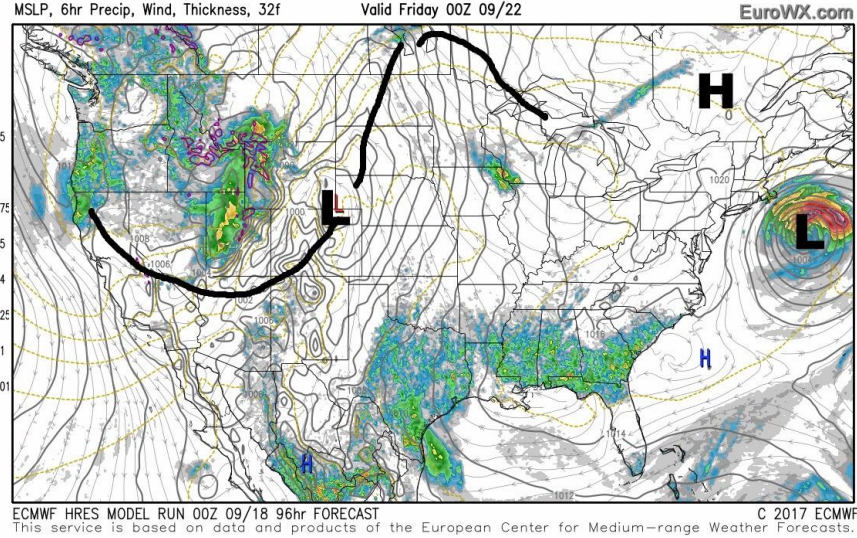 MSLP, 6hr Precip, Wind, Thickness, 32f Valid Friday 00Z 09/22
EuroWX.com
H
0
1020
L
1000
L
L
1008
1006
1004
1002
1006
1016
H
H
1014
1012
ECMWF HRES MODEL RUN 00Z 09/18 96hr FORECAST C 2017 ECMWF
This service is based on data and products of the European Center for Medium-range Weather Forecasts.